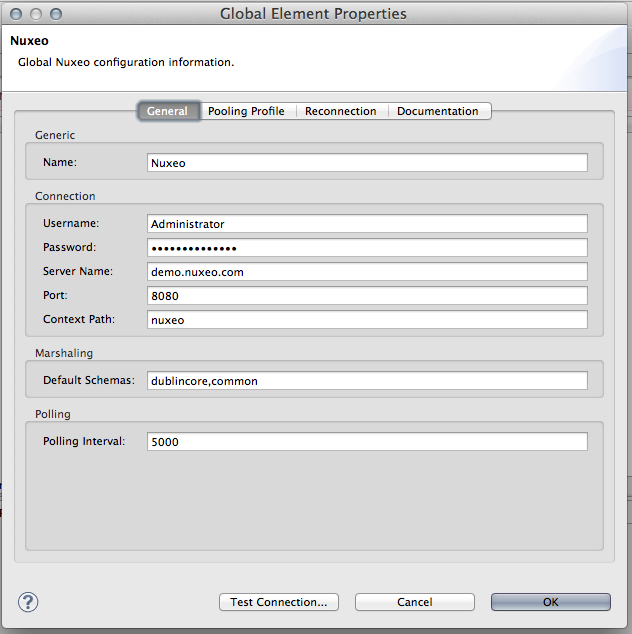 Global Element Properties
Nuxeo
Global Nuxeo configuration information.
General Pooling Profile Reconnection Documentation
Generic
Name: Nuxeo
Connection
Username: Administrator
Password: ••••••••••••••
Server Name: demo.nuxeo.com
Port: 8080
Context Path: nuxeo
Marshaling
Default Schemas: dublincore,common
Polling
Polling Interval: 5000
? Test Connection... Cancel OK